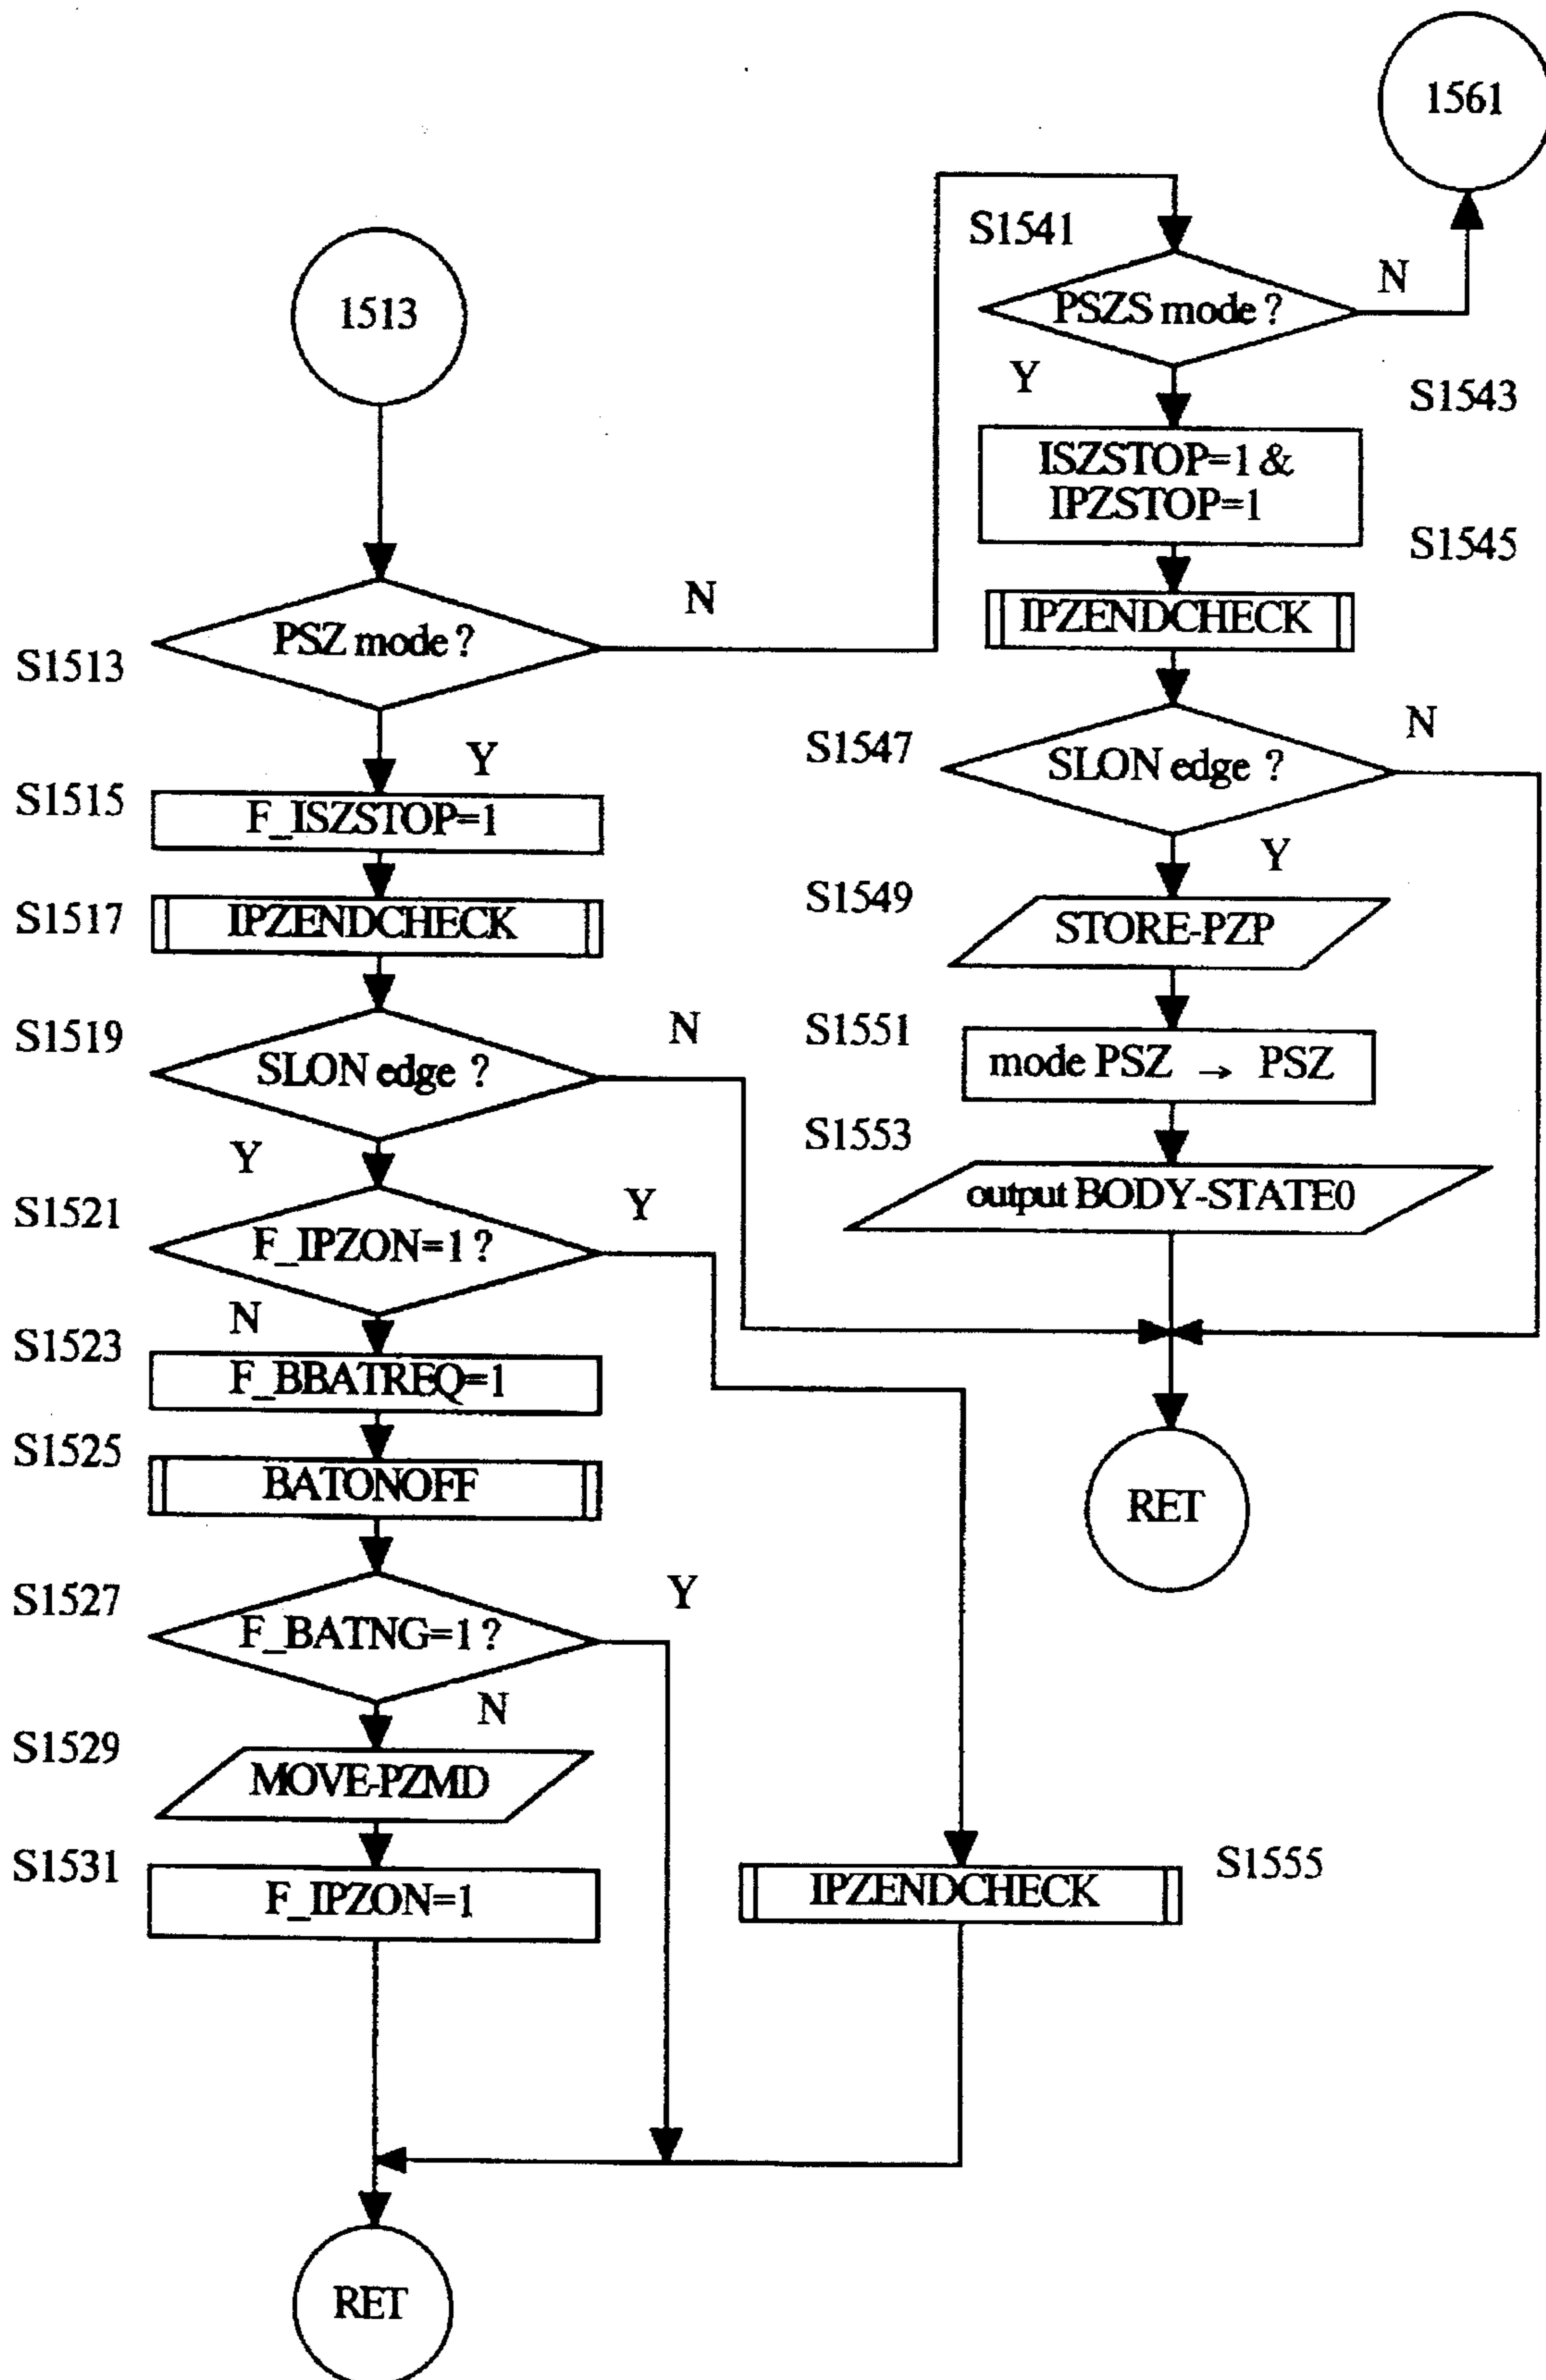 1513
S1513
PSZ mode ?
N
Y
S1515
F_ISZSTOP=1
S1517
IPZENDCHECK
S1519
SLON edge ?
N
Y
S1521
F_IPZON=1 ?
Y
N
S1523
F_BBATREQ=1
S1525
BATONOFF
S1527
F_BATNG=1 ?
Y
N
S1529
MOVE-PZMD
S1531
F_IPZON=1
RET
1561
S1541
PSZS mode ?
N
Y
S1543
ISZSTOP=1 &
IPZSTOP=1
S1545
IPZENDCHECK
S1547
SLON edge ?
N
Y
S1549
STORE-PZP
S1551
mode PSZ → PSZ
S1553
output BODY-STATE0
RET
S1555
IPZENDCHECK